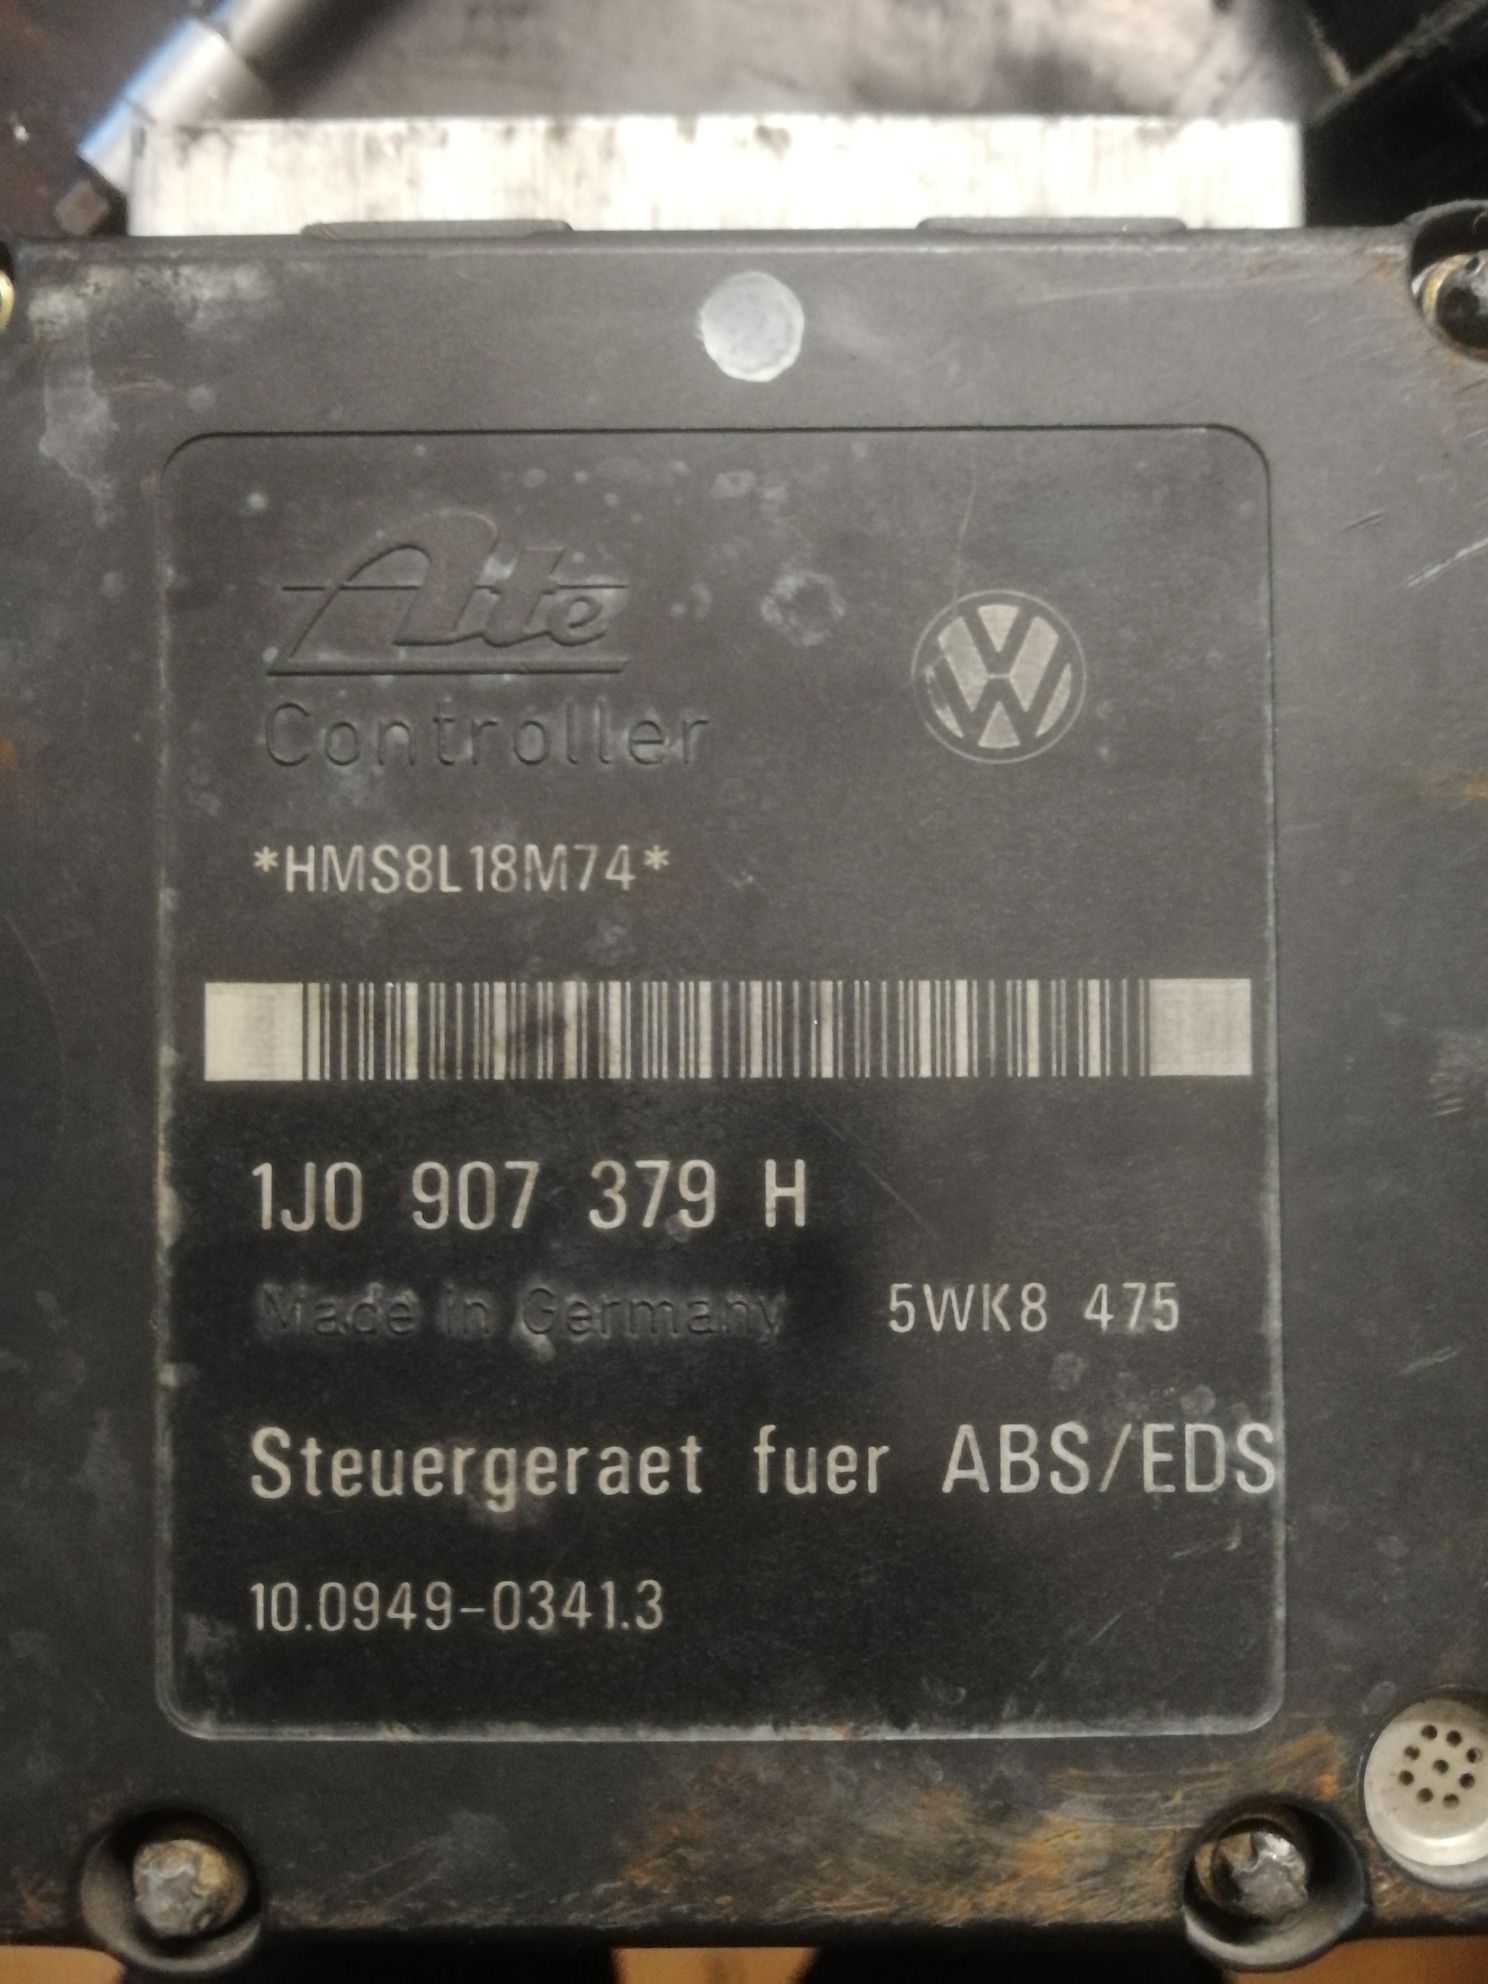 Ate
Controller
*HMS8L18M74*
1J0 907 379 H
Made in Germany 5WK8 475
Steuergeraet fuer ABS/EDS
10.0949-0341.3